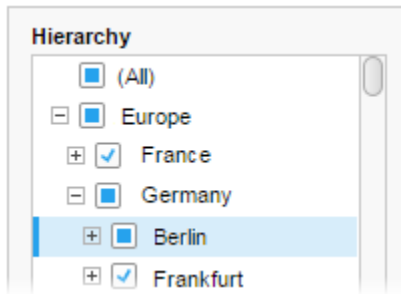 Hierarchy
(All)
Europe
France
Germany
Berlin
Frankfurt